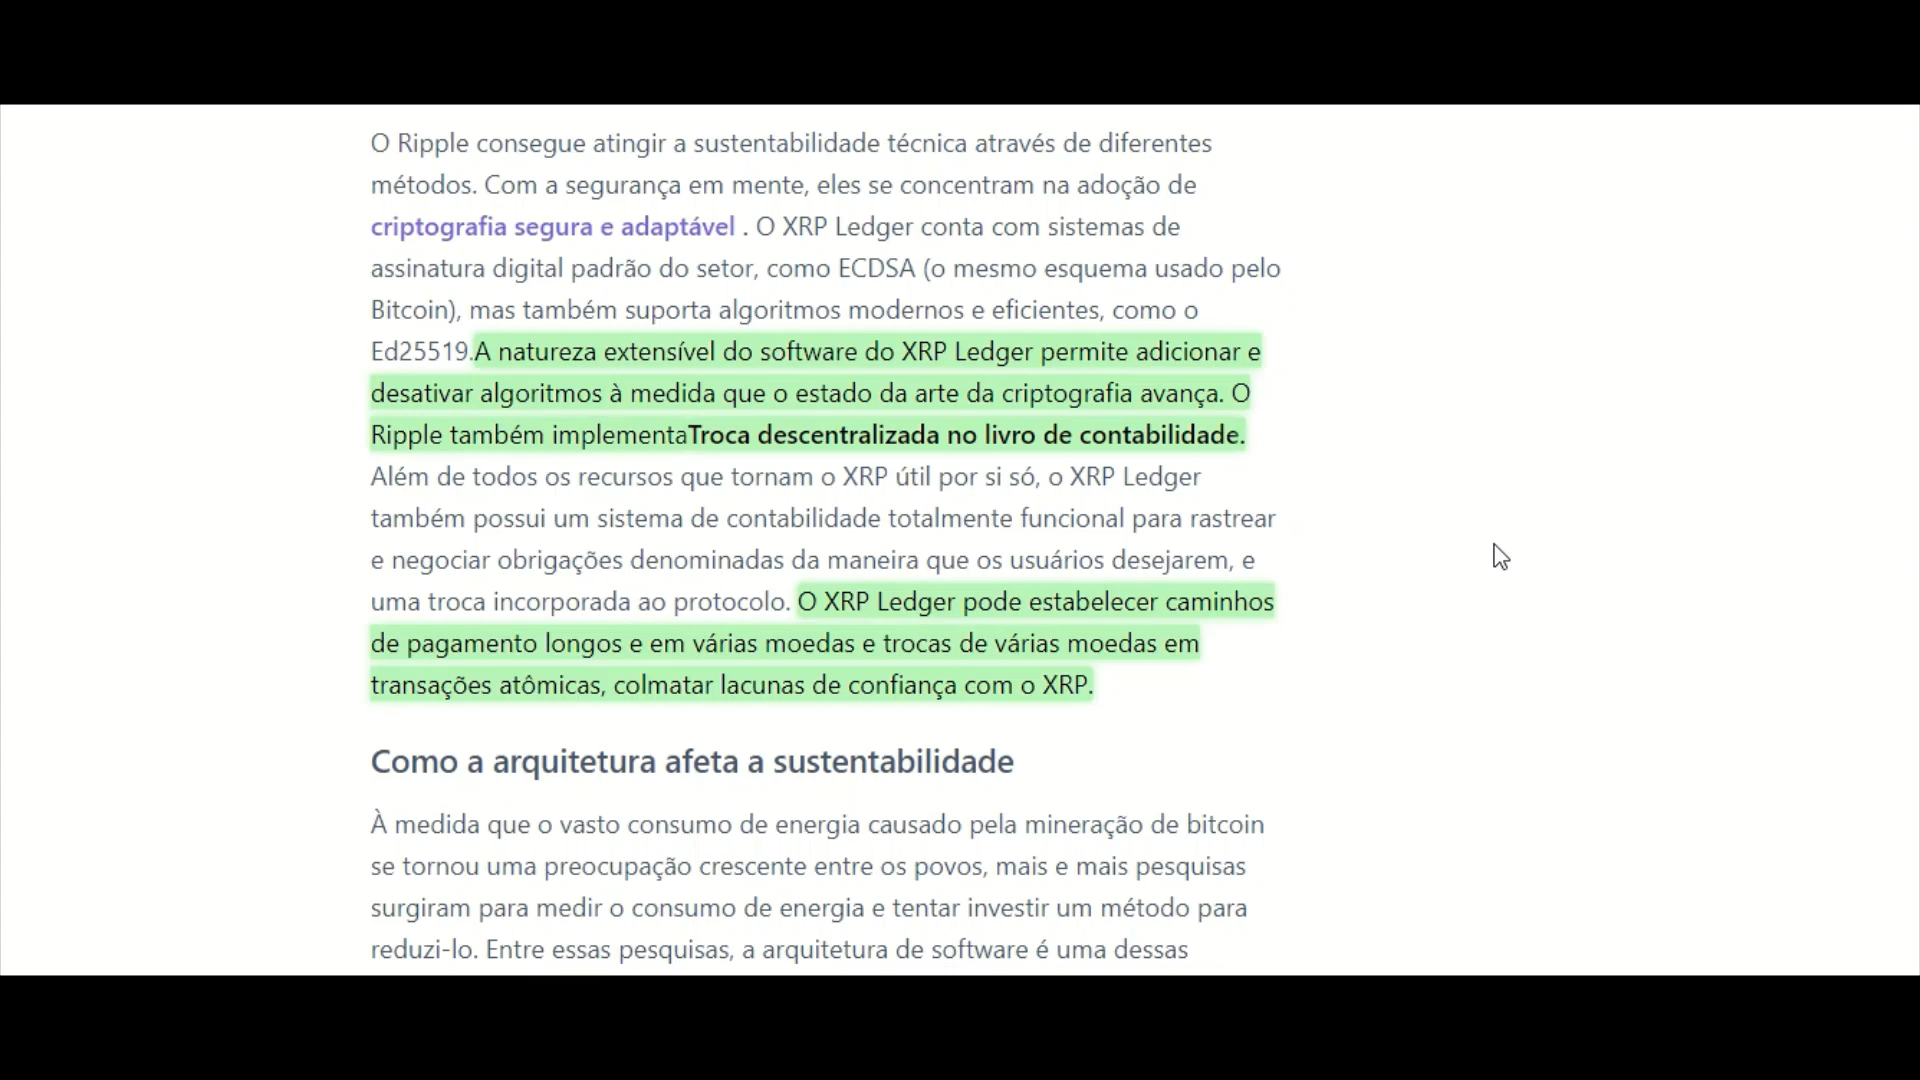 O Ripple consegue atingir a sustentabilidade técnica através de diferentes
métodos. Com a segurança em mente, eles se concentram na adoção de
criptografia segura e adaptável . O XRP Ledger conta com sistemas de
assinatura digital padrão do setor, como ECDSA (o mesmo esquema usado pelo
Bitcoin), mas também suporta algoritmos modernos e eficientes, como o
Ed25519.A natureza extensível do software do XRP Ledger permite adicionar e
desativar algoritmos à medida que o estado da arte da criptografia avança. O
Ripple também implementaTroca descentralizada no livro de contabilidade.
Além de todos os recursos que tornam o XRP útil por si só, o XRP Ledger
também possui um sistema de contabilidade totalmente funcional para rastrear
e negociar obrigações denominadas da maneira que os usuários desejarem, e
uma troca incorporada ao protocolo. O XRP Ledger pode estabelecer caminhos
de pagamento longos e em várias moedas e trocas de várias moedas em
transações atômicas, colmatar lacunas de confiança com o XRP.
Como a arquitetura afeta a sustentabilidade
À medida que o vasto consumo de energia causado pela mineração de bitcoin
se tornou uma preocupação crescente entre os povos, mais e mais pesquisas
surgiram para medir o consumo de energia e tentar investir um método para
reduzi-lo. Entre essas pesquisas, a arquitetura de software é uma dessas